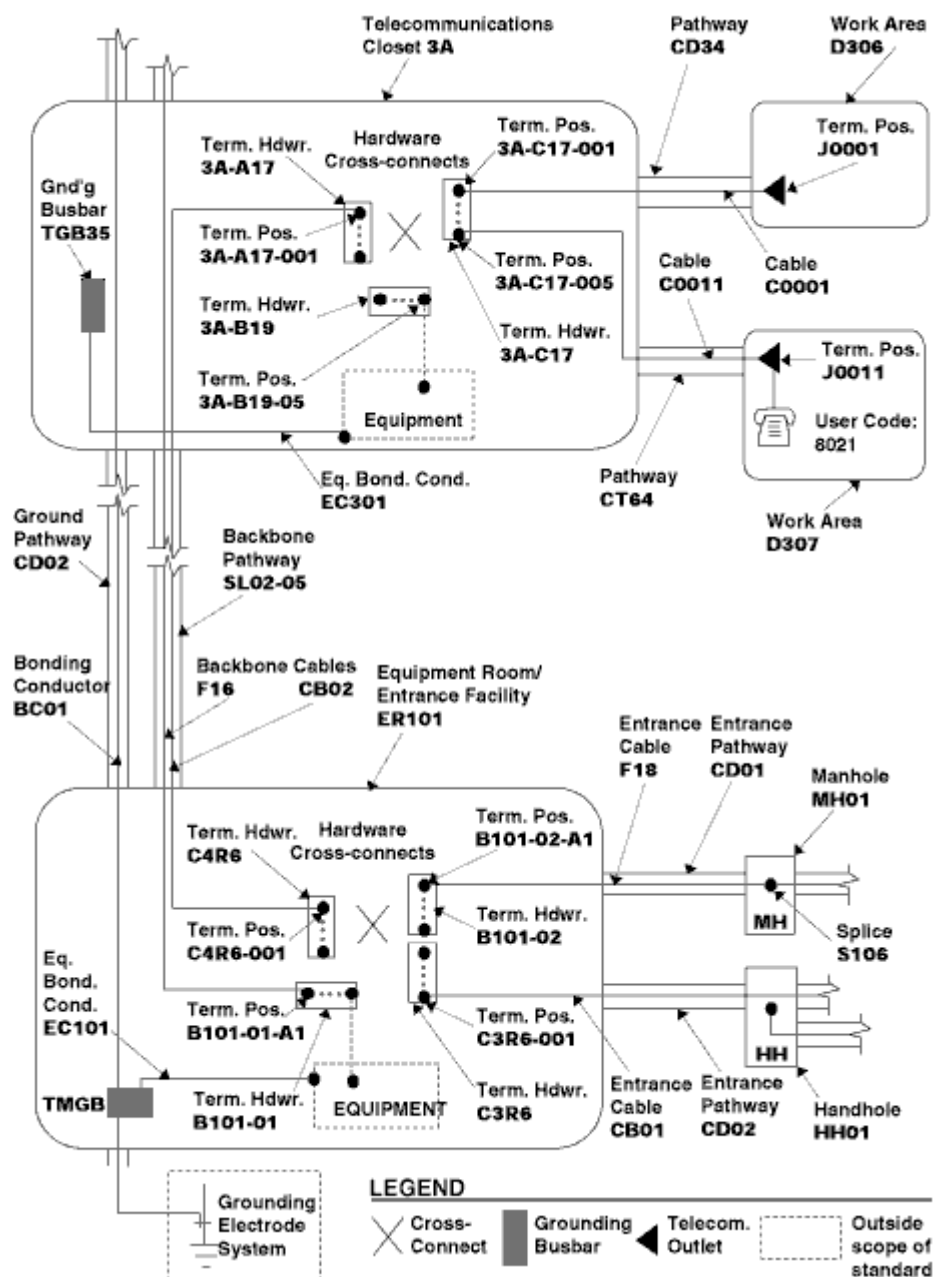 Telecommunications
Closet 3A
Pathway
CD34
Work Area
D306
Term. Hdwr.
3A-A17
Hardware
Cross-connects
Term. Pos.
3A-C17-001
Term. Pos.
J0001
Gnd'g
Busbar
TGB35
Term. Pos.
3A-A17-001
Term. Pos.
3A-C17-005
Cable
C0011
Cable
C0001
Term. Hdwr.
3A-B19
Term. Hdwr.
3A-C17
Term. Pos.
J0011
Term. Pos.
3A-B19-05
Equipment
User Code:
8021
Eq. Bond. Cond.
EC301
Pathway
CT64
Work Area
D307
Ground
Pathway
CD02
Backbone
Pathway
SL02-05
Bonding
Conductor
BC01
Backbone Cables
F16 CB02
Equipment Room/
Entrance Facility
ER101
Entrance
Cable
F18
Entrance
Pathway
CD01
Manhole
MH01
Term. Hdwr.
C4R6
Hardware
Cross-connects
Term. Pos.
B101-02-A1
Term. Pos.
C4R6-001
Term. Hdwr.
B101-02
MH
Splice
S106
Eq.
Bond.
Cond.
EC101
Term. Pos.
B101-01-A1
Term. Pos.
C3R6-001
HH
TMGB
Term. Hdwr.
B101-01
EQUIPMENT
Term. Hdwr.
C3R6
Entrance
Cable
CB01
Entrance
Pathway
CD02
Handhole
HH01
Grounding
Electrode
System
LEGEND
Cross-
Connect
Grounding
Busbar
Telecom.
Outlet
Outside
scope of
standard